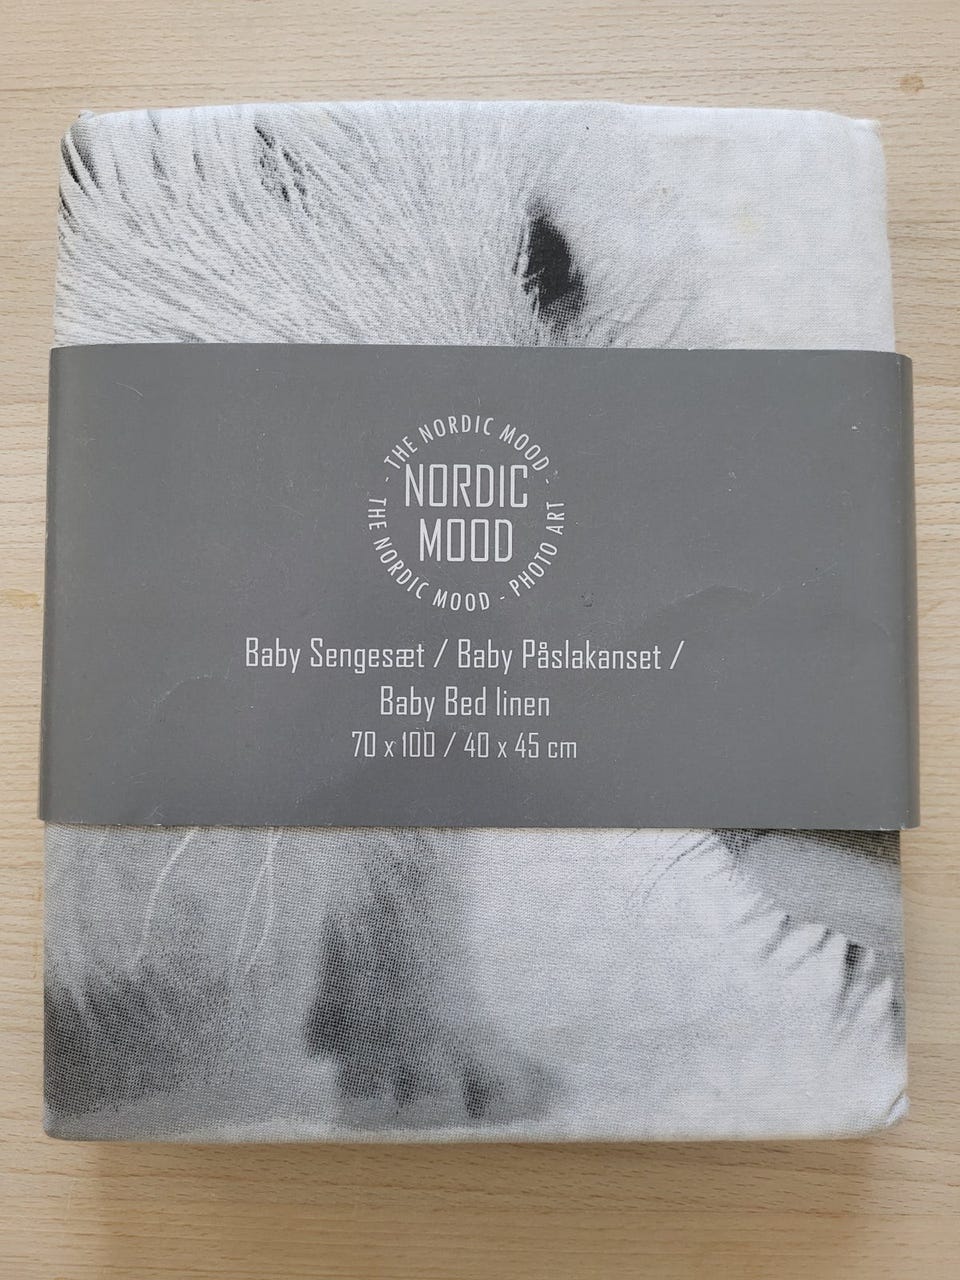 - THE NORDIC MOOD -
NORDIC
MOOD
THE NORDIC MOOD - PHOTO ART
Baby Sengesæt / Baby Påslakanset /
Baby Bed linen
70 x 100 / 40 x 45 cm